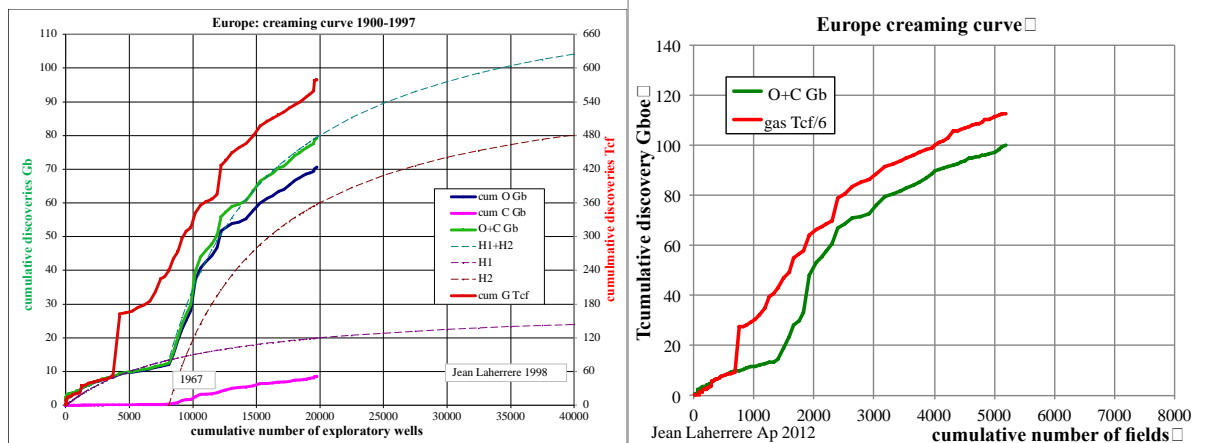 Europe: creaming curve 1900-1997
110
100
90
80
70
60
50
40
30
20
10
0
cumulative discoveries Gb
660
600
540
480
420
360
300
240
180
120
60
0
cumulmative discoveries Tcf
cum O Gb
cum C Gb
O+C Gb
H1+H2
H1
H2
cum G Tcf
1967
Jean Laherrere 1998
0 5000 10000 15000 20000 25000 30000 35000 40000
cumulative number of exploratory wells
Europe creaming curve□
140
120
100
80
60
40
20
0
Tcumulative discovery Gboe□
O+C Gb
gas Tcf/6
0 1000 2000 3000 4000 5000 6000 7000 8000
Jean Laherrere Ap 2012
cumulative number of fields□